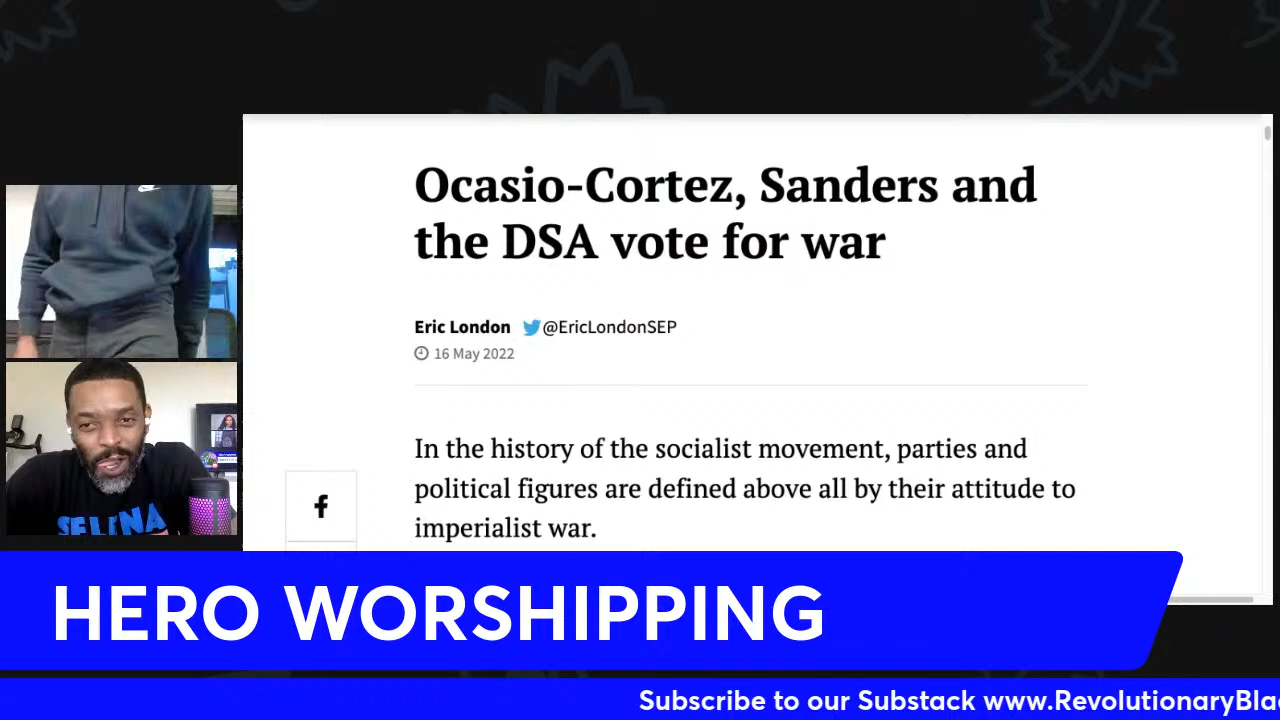 Ocasio-Cortez, Sanders and
the DSA vote for war
Eric London @EricLondonSEP
16 May 2022
In the history of the socialist movement, parties and
political figures are defined above all by their attitude to
imperialist war.
SELENA
HERO WORSHIPPING
Subscribe to our Substack www.RevolutionaryBla